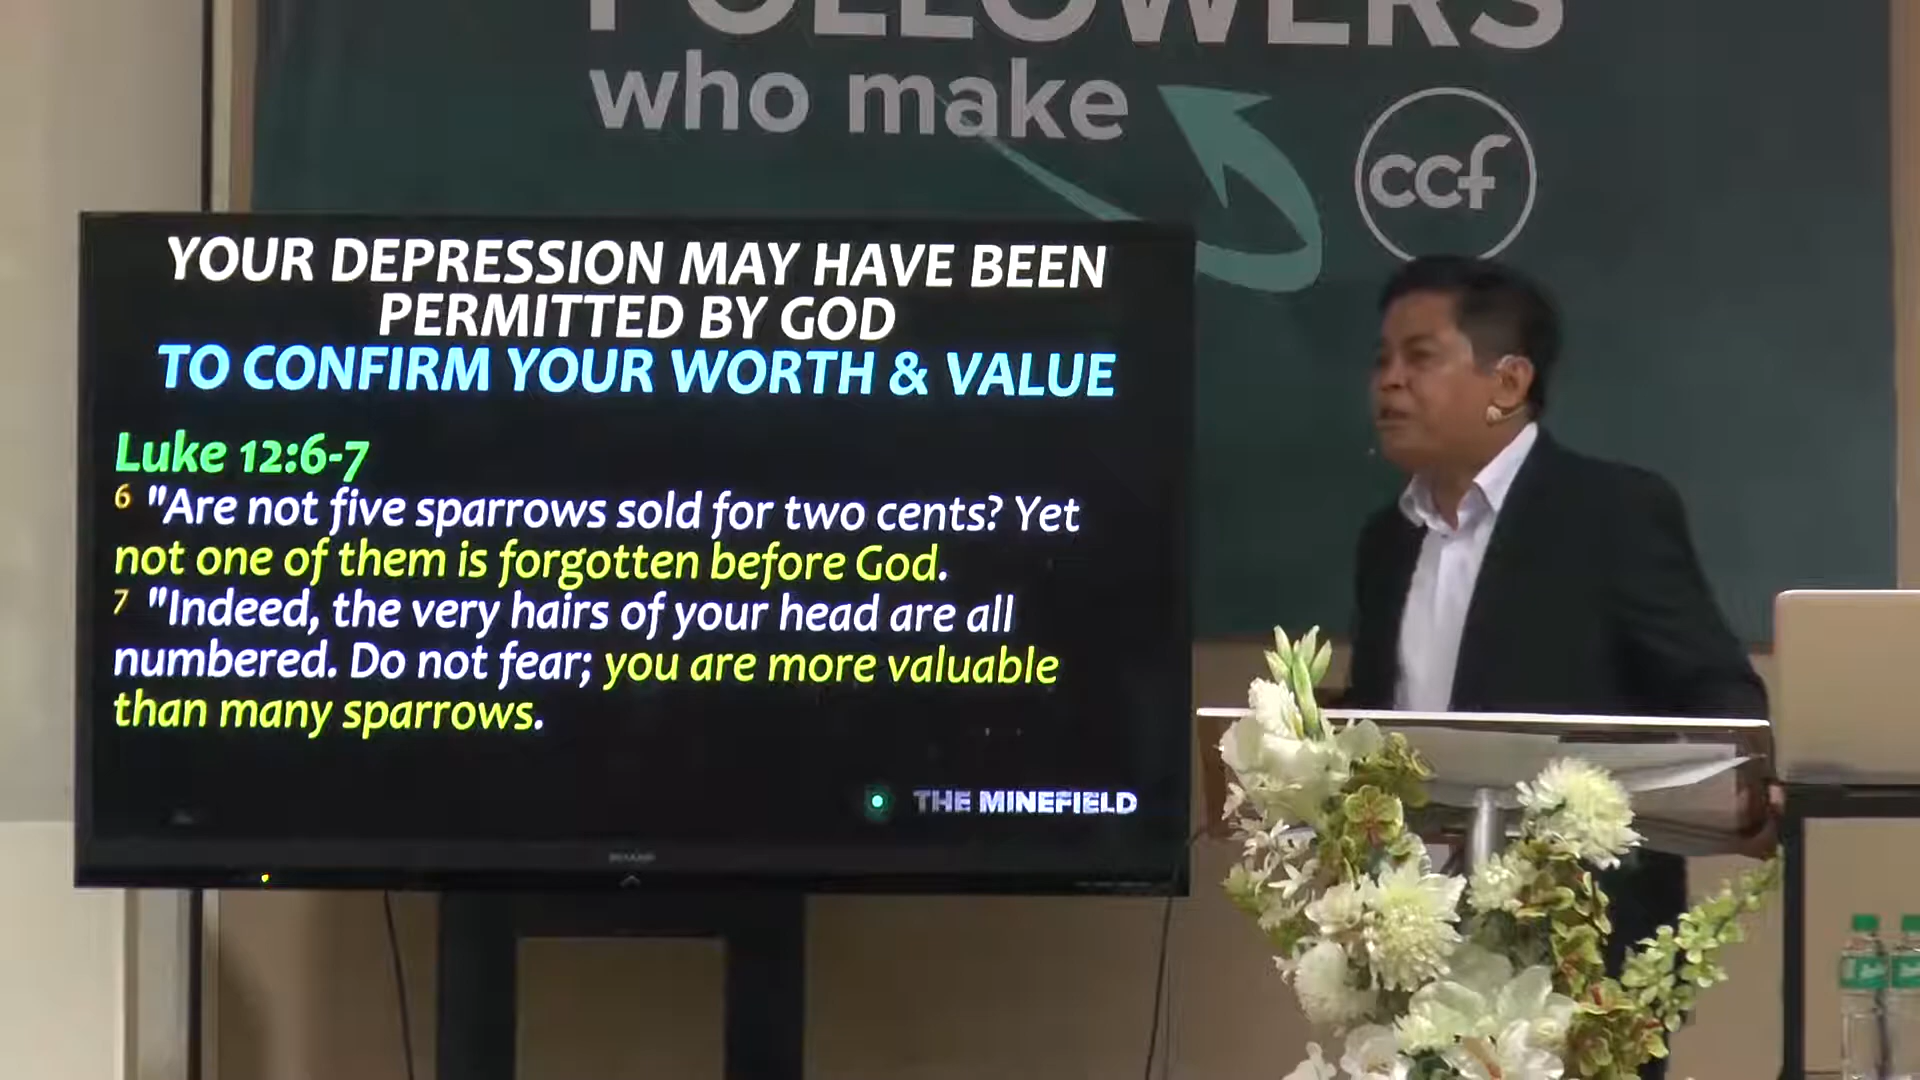 FOLLOWERS
who make
ccf
YOUR DEPRESSION MAY HAVE BEEN
PERMITTED BY GOD
TO CONFIRM YOUR WORTH & VALUE
Luke 12:6-7
6 "Are not five sparrows sold for two cents? Yet
not one of them is forgotten before God.
7 "Indeed, the very hairs of your head are all
numbered. Do not fear; you are more valuable
than many sparrows.
THE MINEFIELD